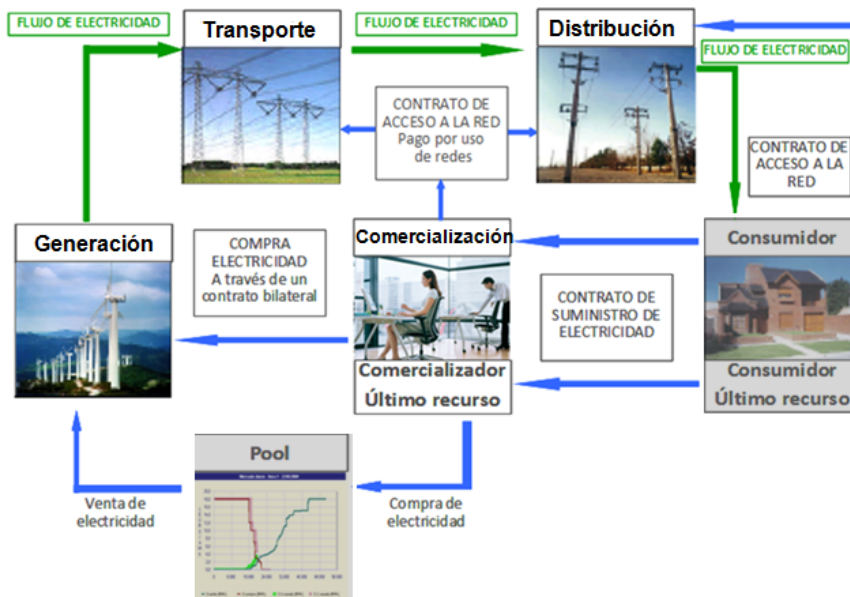 FLUJO DE ELECTRICIDAD
Transporte
FLUJO DE ELECTRICIDAD
Distribución
FLUJO DE ELECTRICIDAD
CONTRATO DE
ACCESO A LA RED
Pago por uso
de redes
CONTRATO DE
ACCESO A LA
RED
Generación
COMPRA
ELECTRICIDAD
A través de un
contrato bilateral
Comercialización
Consumidor
CONTRATO DE
SUMINISTRO DE
ELECTRICIDAD
Comercializador
Último recurso
Consumidor
Último recurso
Pool
Venta de
electricidad
Compra de
electricidad